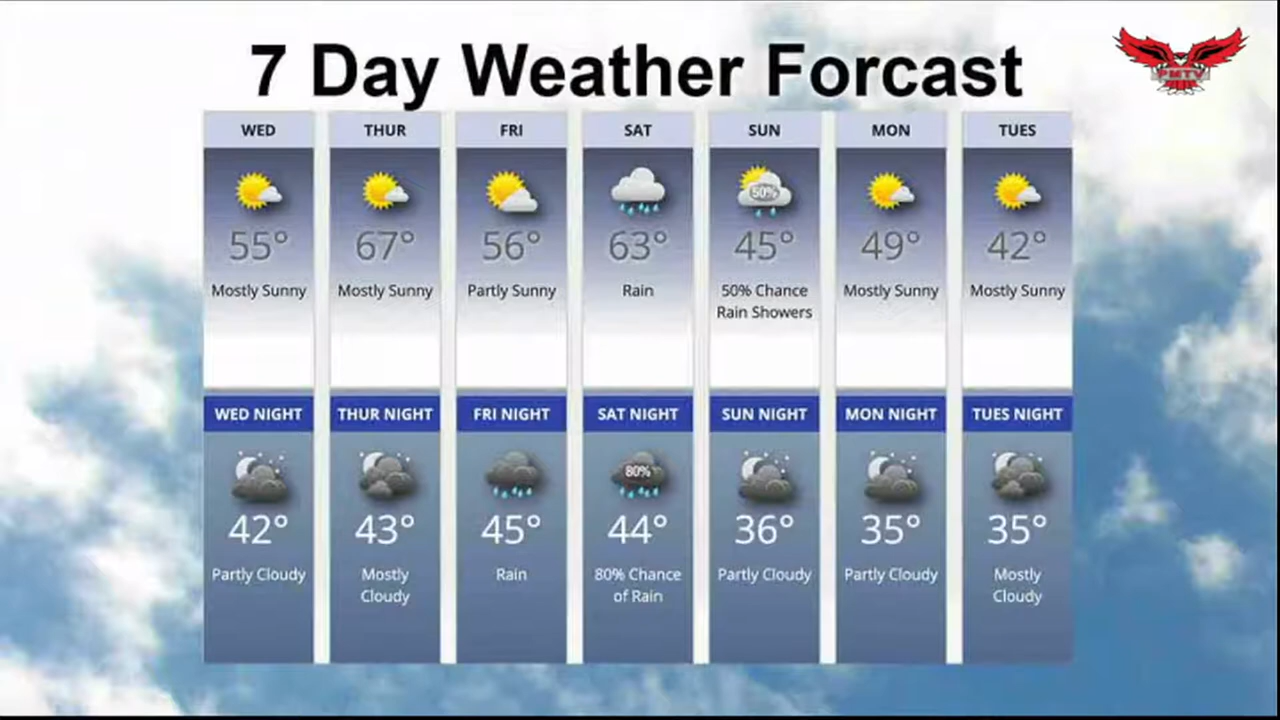 7 Day Weather Forcast
PMTV
WED
THUR
FRI
SAT
SUN
MON
TUES
50%
55°
67°
56°
63°
45°
49°
42°
Mostly Sunny
Mostly Sunny
Partly Sunny
Rain
50% Chance
Rain Showers
Mostly Sunny
Mostly Sunny
WED NIGHT
THUR NIGHT
FRI NIGHT
SAT NIGHT
SUN NIGHT
MON NIGHT
TUES NIGHT
80%
42°
43°
45°
44°
36°
35°
35°
Partly Cloudy
Mostly
Cloudy
Rain
80% Chance
of Rain
Partly Cloudy
Partly Cloudy
Mostly
Cloudy